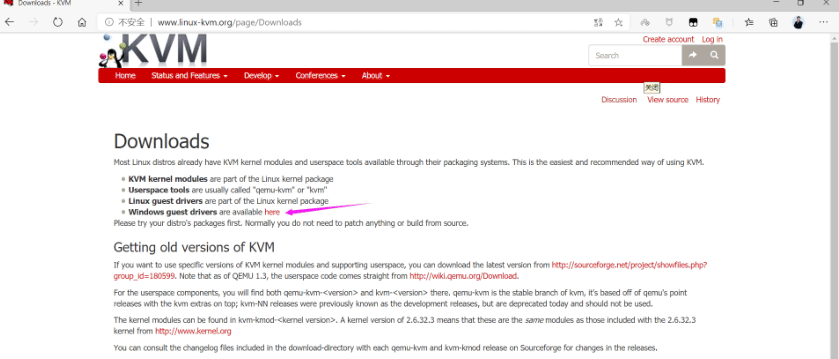 Downloads - KVM
不安全 | www.linux-kvm.org/page/Downloads
KVM
Create account Log in
Search
Home Status and Features Develop Conferences About
关闭
Discussion View source History
Downloads
Most Linux distros already have KVM kernel modules and userspace tools available through their packaging systems. This is the easiest and recommended way of using KVM.
KVM kernel modules are part of the Linux kernel package
Userspace tools are usually called "qemu-kvm" or "kvm"
Linux guest drivers are part of the Linux kernel package
Windows guest drivers are available here
Please try your distro's packages first. Normally you do not need to patch anything or build from source.
Getting old versions of KVM
If you want to use specific versions of KVM kernel modules and supporting userspace, you can download the latest version from http://sourceforge.net/project/showfiles.php?
group_id=180599. Note that as of QEMU 1.3, the userspace code comes straight from http://wiki.qemu.org/Download.
For the userspace components, you will find both qemu-kvm-<version> and kvm-<version> there. qemu-kvm is the stable branch of kvm, it's based off of qemu's point
releases with the kvm extras on top; kvm-NN releases were previously known as the development releases, but are deprecated today and should not be used.
The kernel modules can be found in kvm-kmod-<kernel version>. A kernel version of 2.6.32.3 means that these are the same modules as those included with the 2.6.32.3
kernel from http://www.kernel.org
You can consult the changelog files included in the download-directory with each qemu-kvm and kvm-kmod release on Sourceforge for changes in the releases.